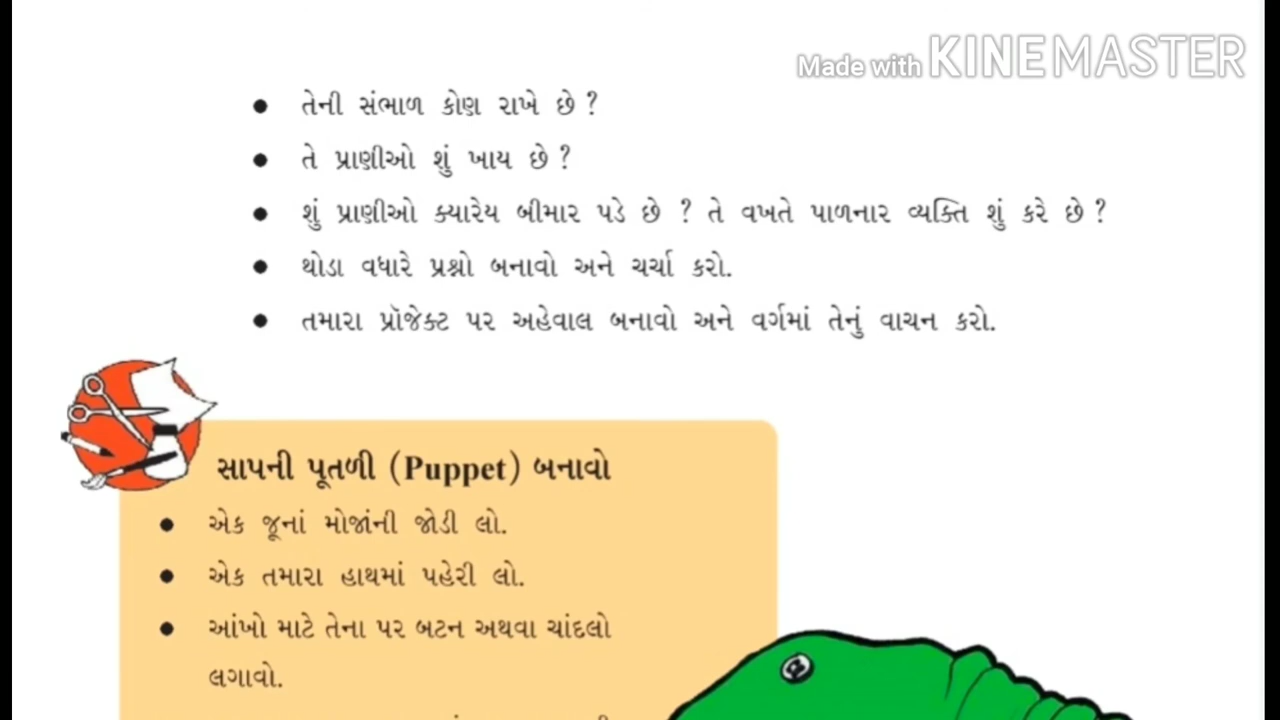 Made with KINEMASTER
• તેની સંભાળ કોણ રાખે છે ?
• તે પ્રાણીઓ શું ખાય છે ?
• શું પ્રાણીઓ ક્યારેય બીમાર પડે છે ? તે વખતે પાળનાર વ્યક્તિ શું કરે છે ?
• થોડા વધારે પ્રશ્નો બનાવો અને ચર્ચા કરો.
• તમારા પ્રૉજેક્ટ પર અહેવાલ બનાવો અને વર્ગમાં તેનું વાચન કરો.
સાપની પૂતળી (Puppet) બનાવો
• એક જૂનાં મોજાંની જોડી લો.
• એક તમારા હાથમાં પહેરી લો.
• આંખો માટે તેના પર બટન અથવા ચાંદલો
લગાવો.